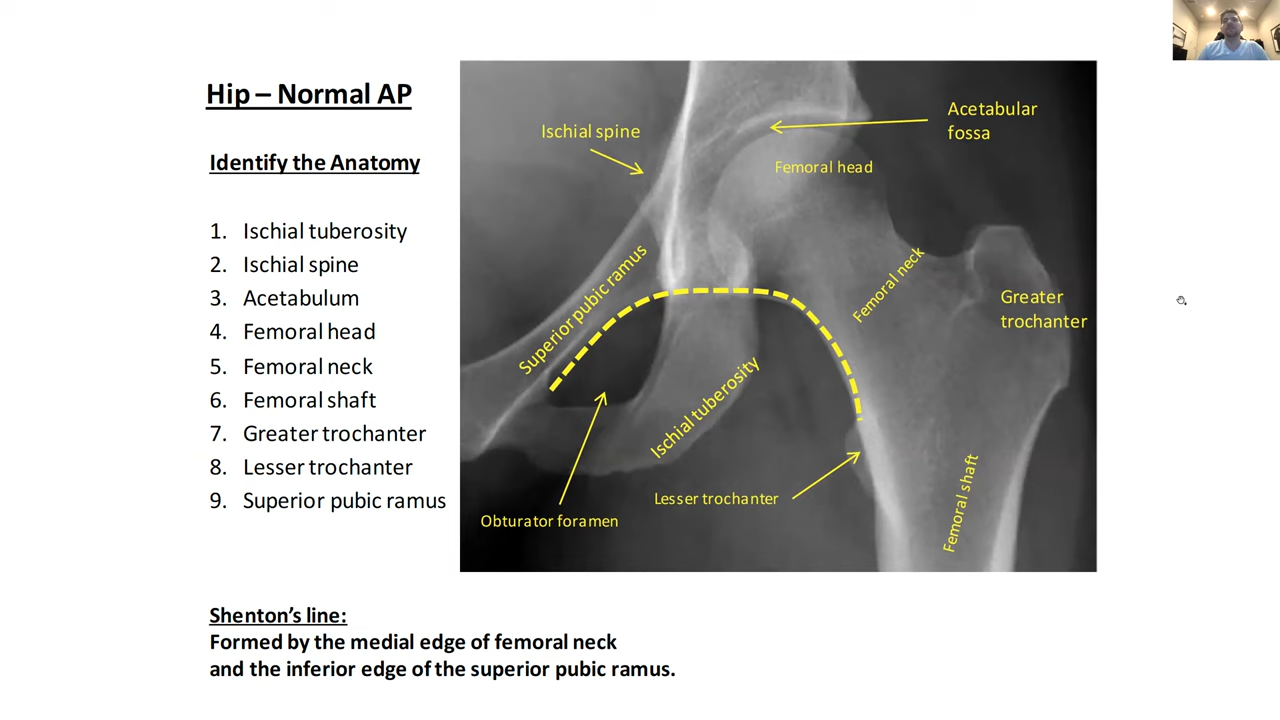 Hip – Normal AP
Identify the Anatomy
1. Ischial tuberosity
2. Ischial spine
3. Acetabulum
4. Femoral head
5. Femoral neck
6. Femoral shaft
7. Greater trochanter
8. Lesser trochanter
9. Superior pubic ramus
Ischial spine
Acetabular
fossa
Femoral head
Superior pubic ramus
Femoral neck
Greater
trochanter
Ischial tuberosity
Lesser trochanter
Femoral shaft
Obturator foramen
Shenton’s line:
Formed by the medial edge of femoral neck
and the inferior edge of the superior pubic ramus.